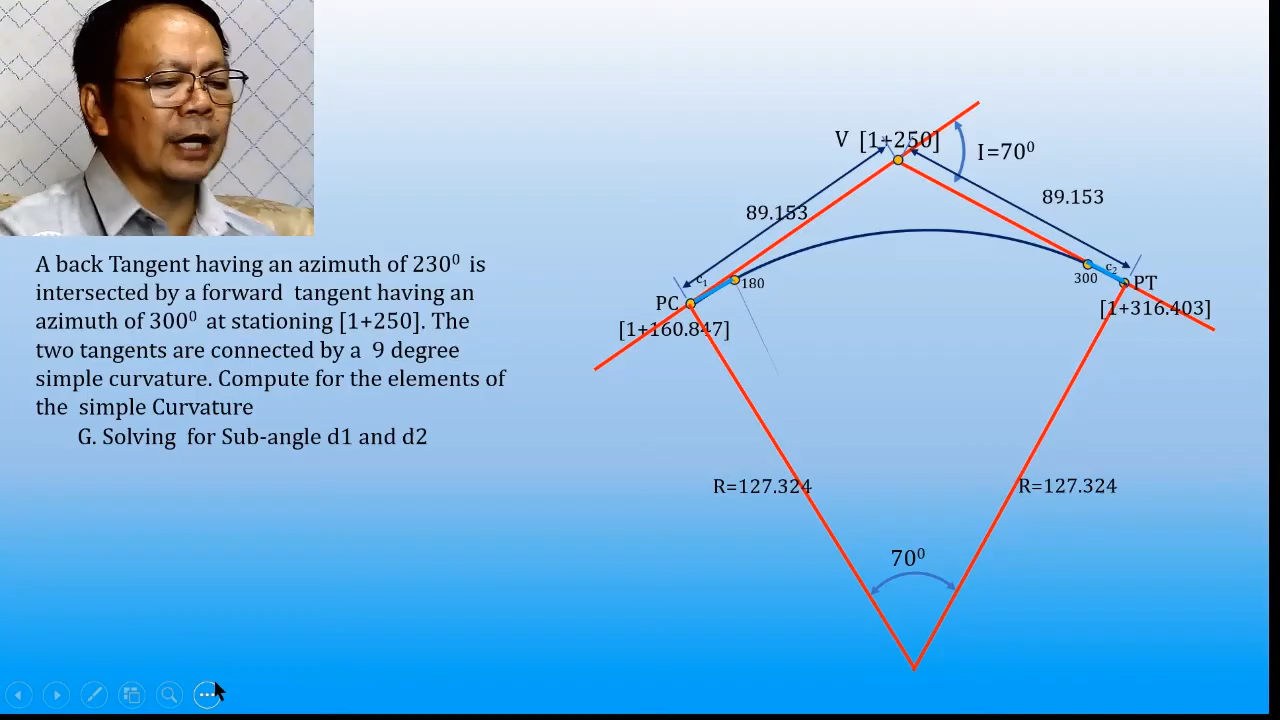 A back Tangent having an azimuth of 230⁰ is
intersected by a forward tangent having an
azimuth of 300⁰ at stationing [1+250]. The
two tangents are connected by a 9 degree
simple curvature. Compute for the elements of
the simple Curvature
G. Solving for Sub-angle d1 and d2
V [1+250]
I=70⁰
89.153
89.153
c₁
180
300
c₂
PC
[1+160.847]
PT
[1+316.403]
R=127.324
R=127.324
70⁰